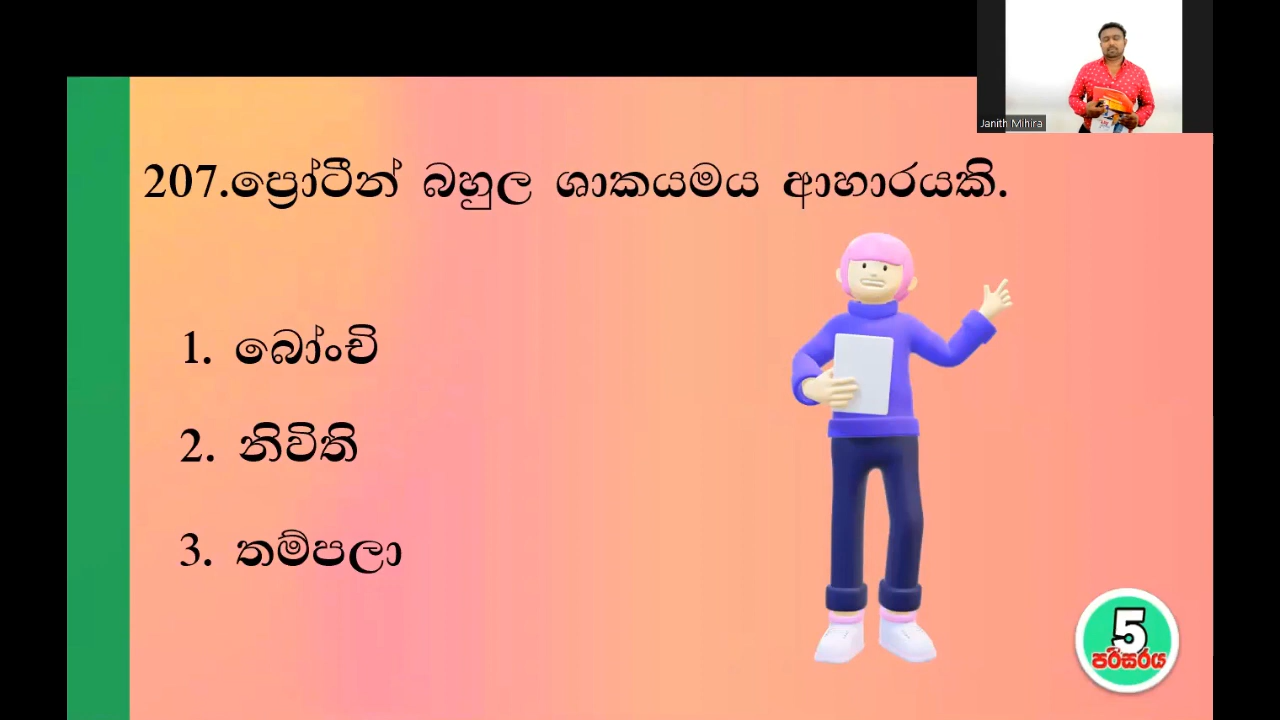 Janith Mihira
207.ප්‍රෝටීන් බහුල ශාකයමය ආහාරයකි.
1. බෝංචි
2. නිවිති
3. තම්පලා
5
පරිසරය